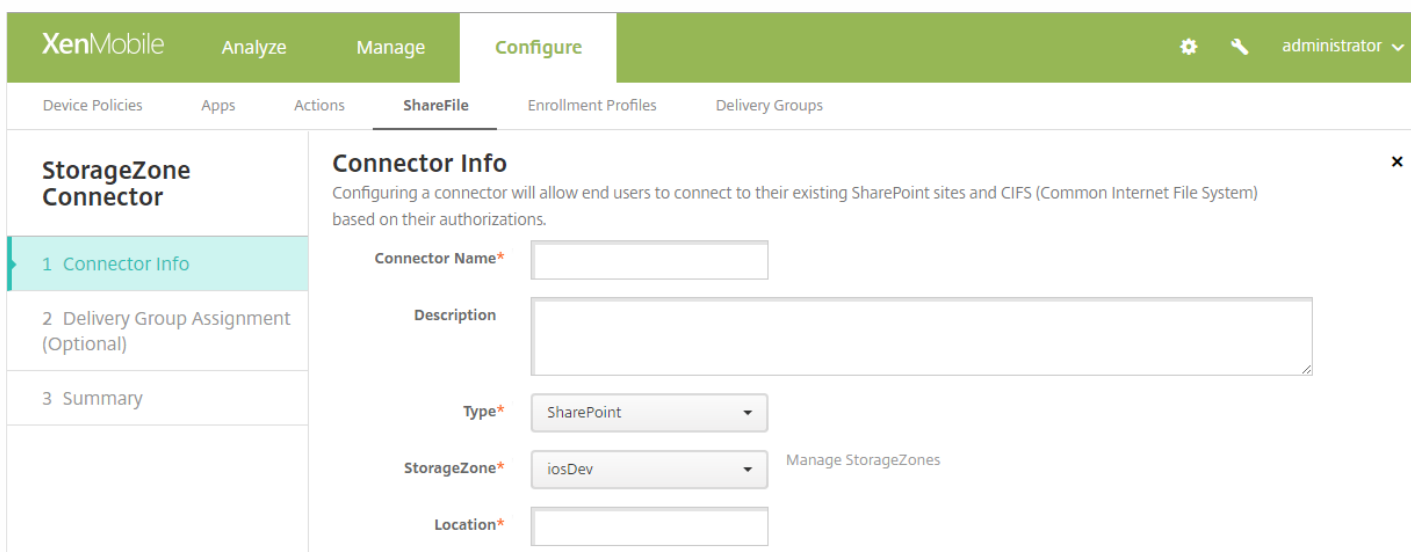 XenMobile Analyze Manage Configure administrator
Device Policies Apps Actions ShareFile Enrollment Profiles Delivery Groups
StorageZone
Connector
1 Connector Info
2 Delivery Group Assignment
(Optional)
3 Summary
Connector Info
Configuring a connector will allow end users to connect to their existing SharePoint sites and CIFS (Common Internet File System)
based on their authorizations.
Connector Name*
Description
Type* SharePoint
StorageZone* iosDev Manage StorageZones
Location*